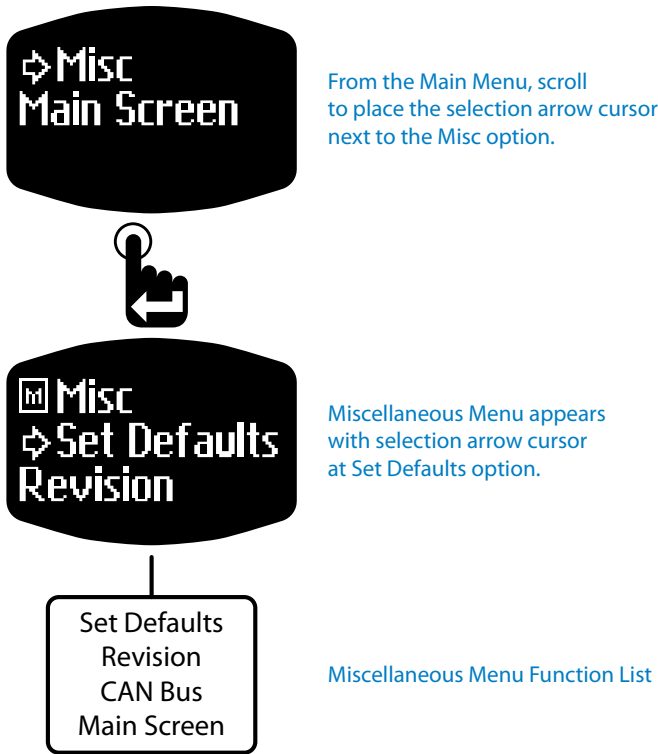 Misc
Main Screen
From the Main Menu, scroll
to place the selection arrow cursor
next to the Misc option.
M Misc
Set Defaults
Revision
Miscellaneous Menu appears
with selection arrow cursor
at Set Defaults option.
Set Defaults
Revision
CAN Bus
Main Screen
Miscellaneous Menu Function List